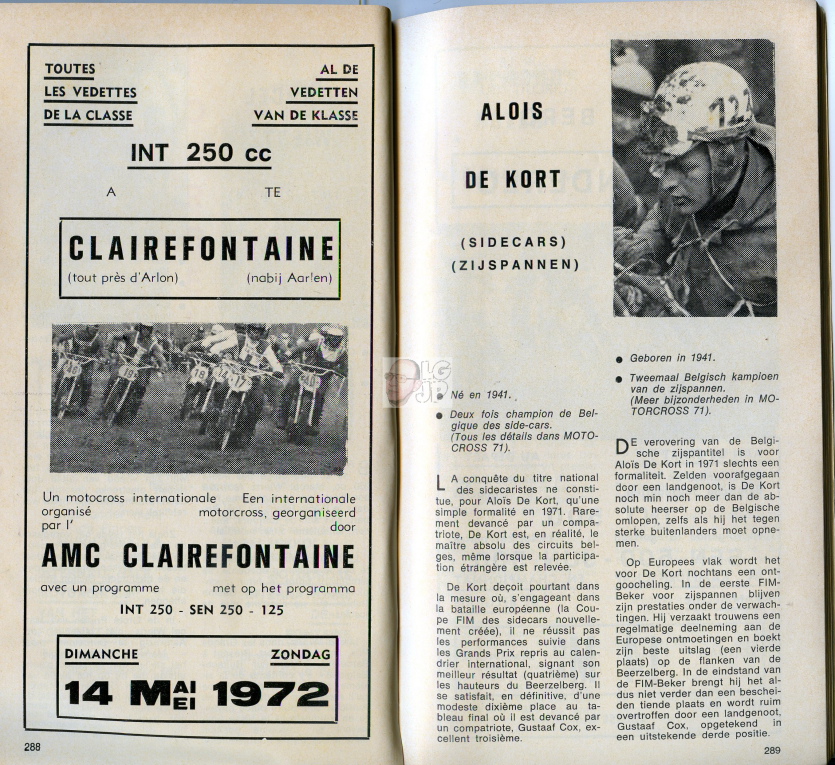 TOUTES
LES VEDETTES
DE LA CLASSE
AL DE
VEDETTEN
VAN DE KLASSE
INT 250 cc
A TE
CLAIREFONTAINE
(tout près d'Arlon) (nabij Aarlen)
Un motocross internationale
organisé
par l'
Een internationale
motorcross, georganiseerd
door
AMC CLAIREFONTAINE
avec un programme met op het programma
INT 250 - SEN 250 - 125
DIMANCHE ZONDAG
14 MAI MEI 1972
288
ALOIS
DE KORT
(SIDECARS)
(ZIJSPANNEN)
122
LG
JP
● Né en 1941.
● Deux fois champion de Bel-
gique des side-cars.
(Tous les détails dans MOTO-
CROSS 71).
LA conquête du titre national
des sidecaristes ne consti-
tue, pour Aloïs De Kort, qu'une
simple formalité en 1971. Rare-
ment devancé par un compa-
triote, De Kort est, en réalité, le
maître absolu des circuits bel-
ges, même lorsque la participa-
tion étrangère est relevée.
De Kort deçoit pourtant dans
la mesure où, s'engageant dans
la bataille européenne (la Cou-
pe FIM des sidecars nouvelle-
ment créée), il ne réussit pas
les performances suivie dans
les Grands Prix repris au calen-
drier international, signant son
meilleur résultat (quatrième) sur
les hauteurs du Beerzelberg. Il
se satisfait, en définitive, d'une
modeste dixième place au ta-
bleau final où il est devancé par
un compatriote, Gustaaf Cox, ex-
cellent troisième.
● Geboren in 1941.
● Tweemaal Belgisch kampioen
van de zijspannen.
(Meer bijzonderheden in MO-
TORCROSS 71).
DE verovering van de Belgi-
sche zijspantitel is voor
Aloïs De Kort in 1971 slechts een
formaliteit. Zelden voorafgegaan
door een landgenoot, is De Kort
noch min noch meer dan de ab-
solute heerser op de Belgische
omlopen, zelfs als hij het tegen
sterke buitenlanders moet opne-
men.
Op Europees vlak wordt het
voor De Kort nochtans een ont-
goocheling. In de eerste FIM-
Beker voor zijspannen blijven
zijn prestaties onder de verwach-
tingen. Hij verzaakt trouwens een
regelmatige deelneming aan de
Europese ontmoetingen en boekt
zijn beste uitslag (een vierde
plaats) op de flanken van de
Beerzelberg. In de eindstand van
de FIM-Beker brengt hij het al-
dus niet verder dan een beschei-
den tiende plaats en wordt ruim
overtroffen door een landgenoot,
Gustaaf Cox, opgetekend in
een uitstekende derde positie.
289